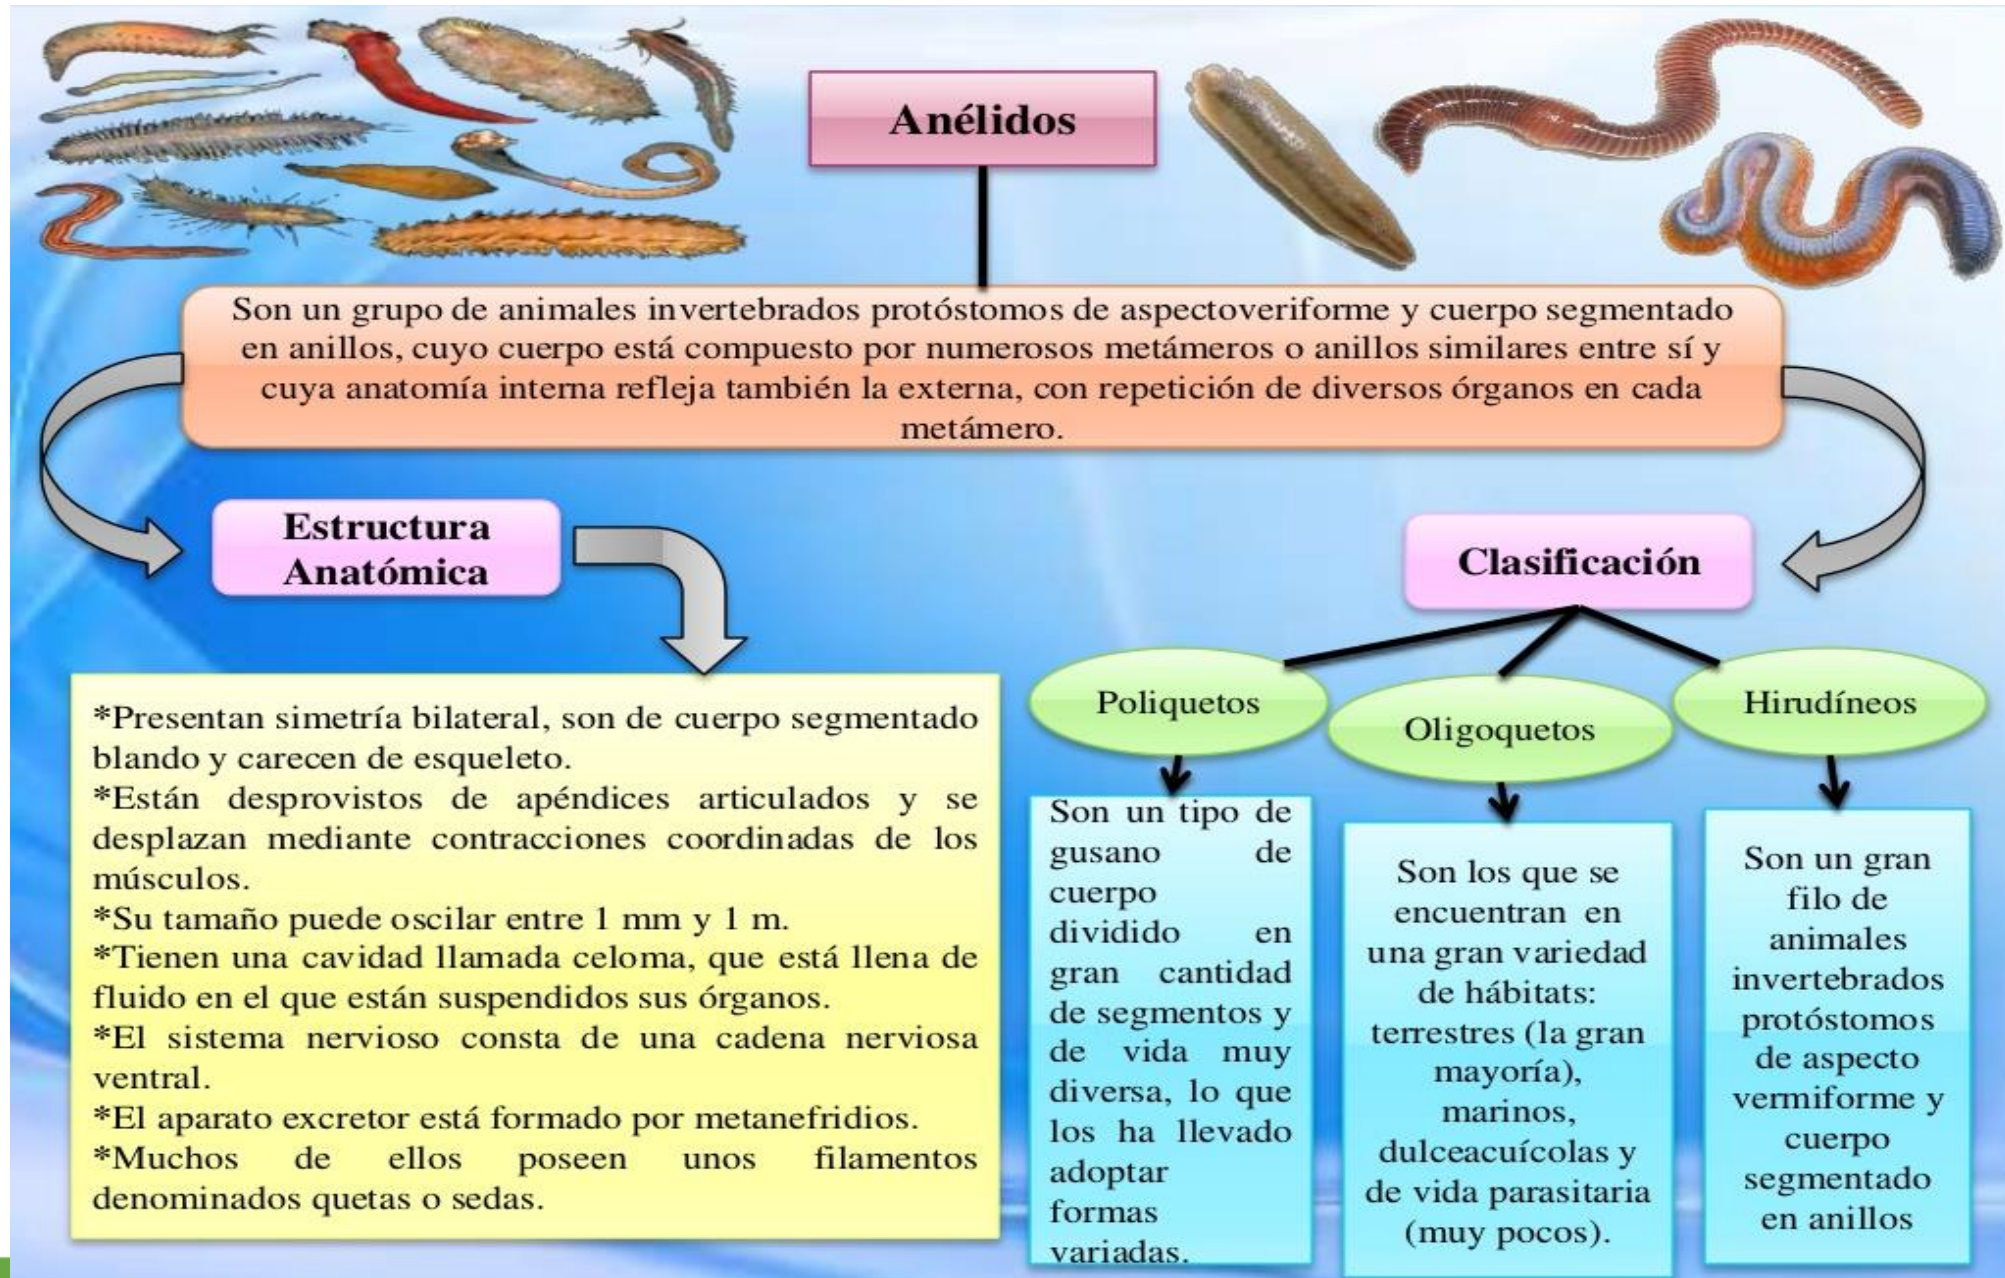 Anélidos
Son un grupo de animales invertebrados protóstomos de aspectoveriforme y cuerpo segmentado
en anillos, cuyo cuerpo está compuesto por numerosos metámeros o anillos similares entre sí y
cuya anatomía interna refleja también la externa, con repetición de diversos órganos en cada
metámero.
Estructura
Anatómica
*Presentan simetría bilateral, son de cuerpo segmentado
blando y carecen de esqueleto.
*Están desprovistos de apéndices articulados y se
desplazan mediante contracciones coordinadas de los
músculos.
*Su tamaño puede oscilar entre 1 mm y 1 m.
*Tienen una cavidad llamada celoma, que está llena de
fluido en el que están suspendidos sus órganos.
*El sistema nervioso consta de una cadena nerviosa
ventral.
*El aparato excretor está formado por metanefridios.
*Muchos de ellos poseen unos filamentos
denominados quetas o sedas.
Clasificación
Poliquetos
Son un tipo de
gusano de
cuerpo
dividido en
gran cantidad
de segmentos y
de vida muy
diversa, lo que
los ha llevado
adoptar
formas
variadas.
Oligoquetos
Son los que se
encuentran en
una gran variedad
de hábitats:
terrestres (la gran
mayoría),
marinos,
dulceacuícolas y
de vida parasitaria
(muy pocos).
Hirudíneos
Son un gran
filo de
animales
invertebrados
protóstomos
de aspecto
vermiforme y
cuerpo
segmentado
en anillos